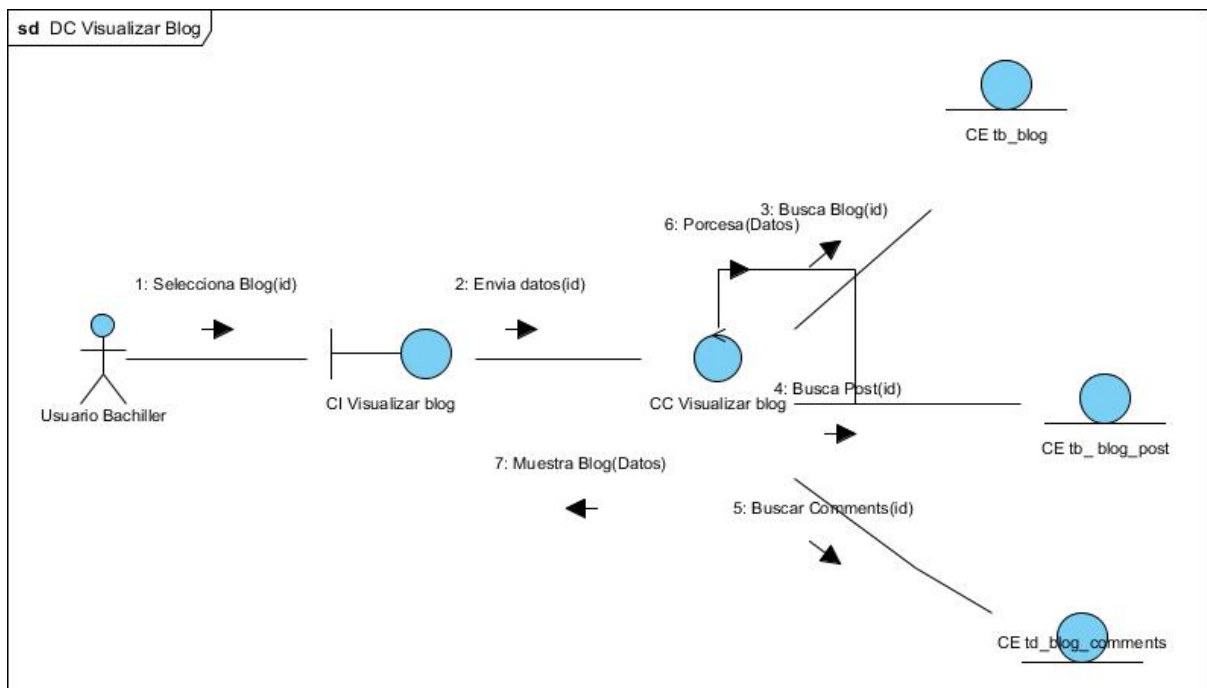 sd DC Visualizar Blog
CE tb_blog
3: Busca Blog(id)
6: Porcesa(Datos)
1: Selecciona Blog(id)
2: Envia datos(id)
4: Busca Post(id)
CI Visualizar blog
CC Visualizar blog
Usuario Bachiller
CE tb_ blog_post
7: Muestra Blog(Datos)
5: Buscar Comments(id)
CE td_blog_comments